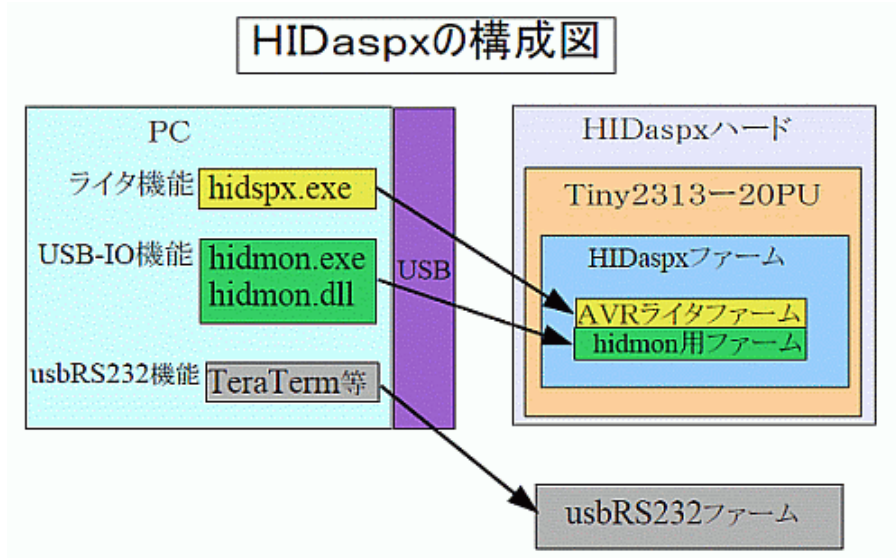 HIDaspxの構成図
PC
ライタ機能 hidspx.exe
USB-IO機能 hidmon.exe
hidmon.dll
usbRS232機能 TeraTerm等
USB
HIDaspxハード
Tiny2313ー20PU
HIDaspxファーム
AVRライタファーム
hidmon用ファーム
usbRS232ファーム